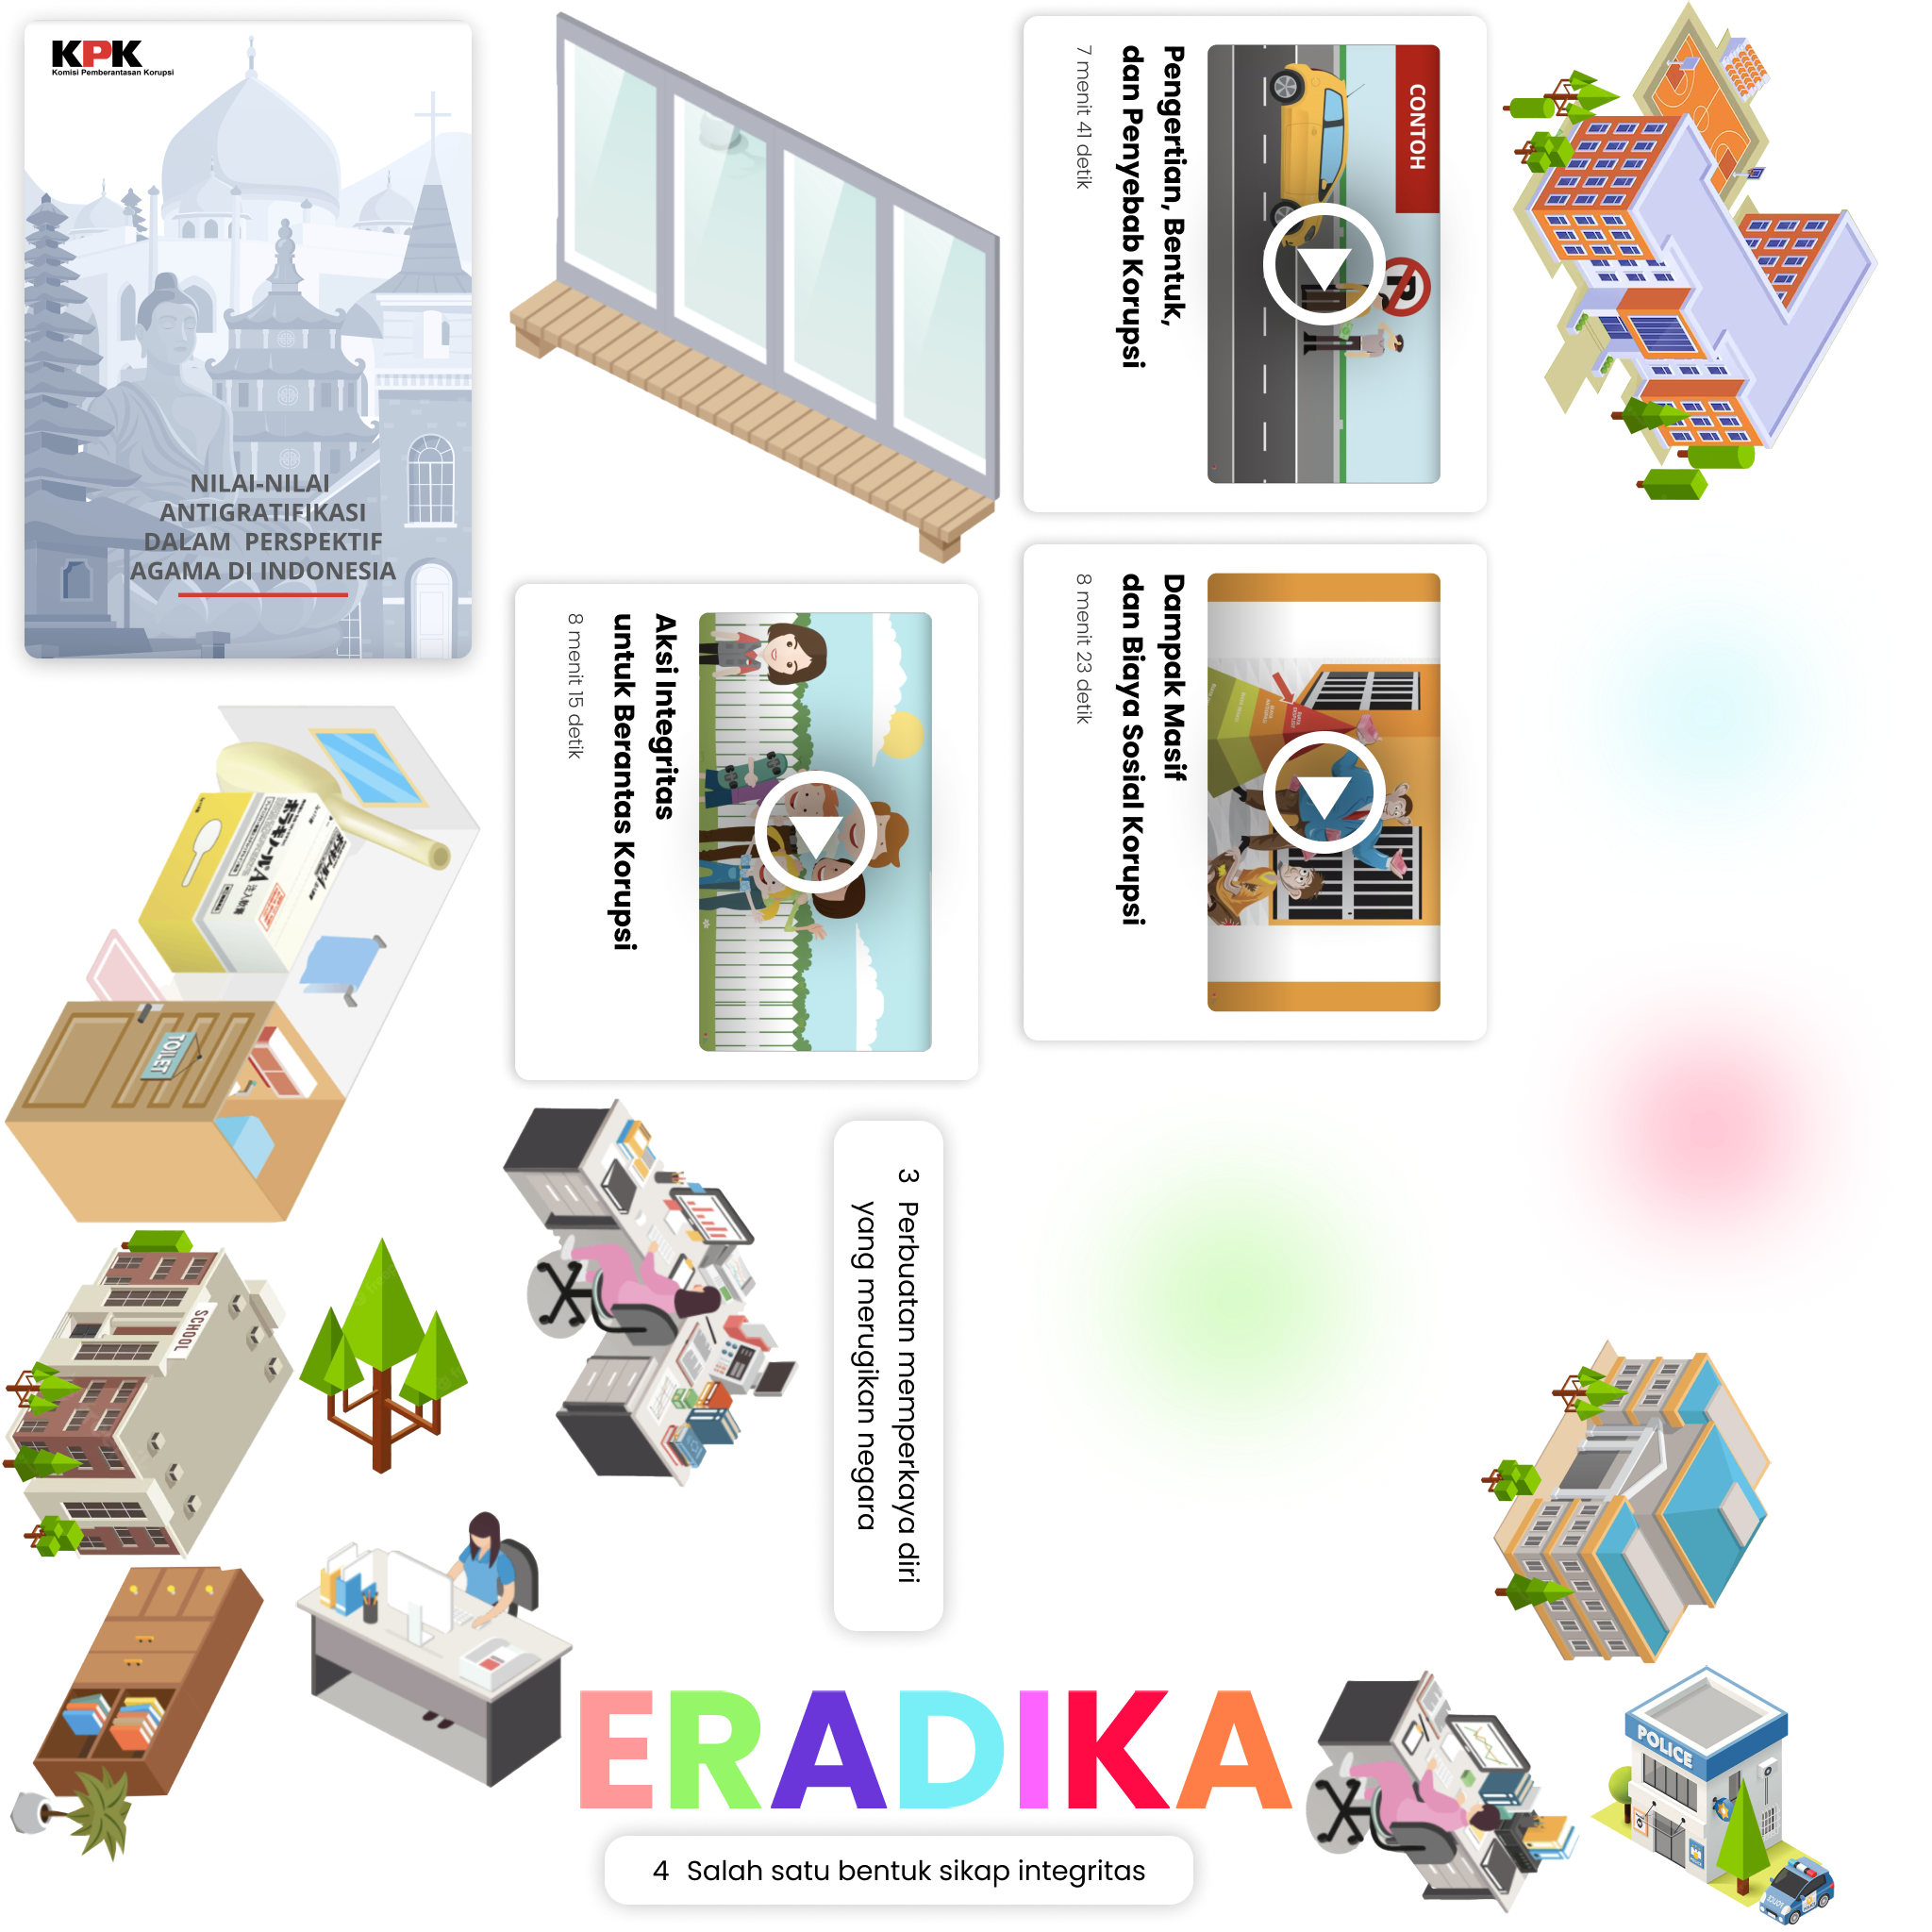 KPK
Komisi Pemberantasan Korupsi
NILAI-NILAI
ANTIGRATIFIKASI
DALAM PERSPEKTIF
AGAMA DI INDONESIA
CONTOH
P
Pengertian, Bentuk,
dan Penyebab Korupsi
7 menit 41 detik
Dampak Masif
dan Biaya Sosial Korupsi
8 menit 23 detik
Aksi Integritas
untuk Berantas Korupsi
8 menit 15 detik
TOILET
SCHOOL
3 Perbuatan memperkaya diri
yang merugikan negara
ERADIKA
4 Salah satu bentuk sikap integritas
POLICE